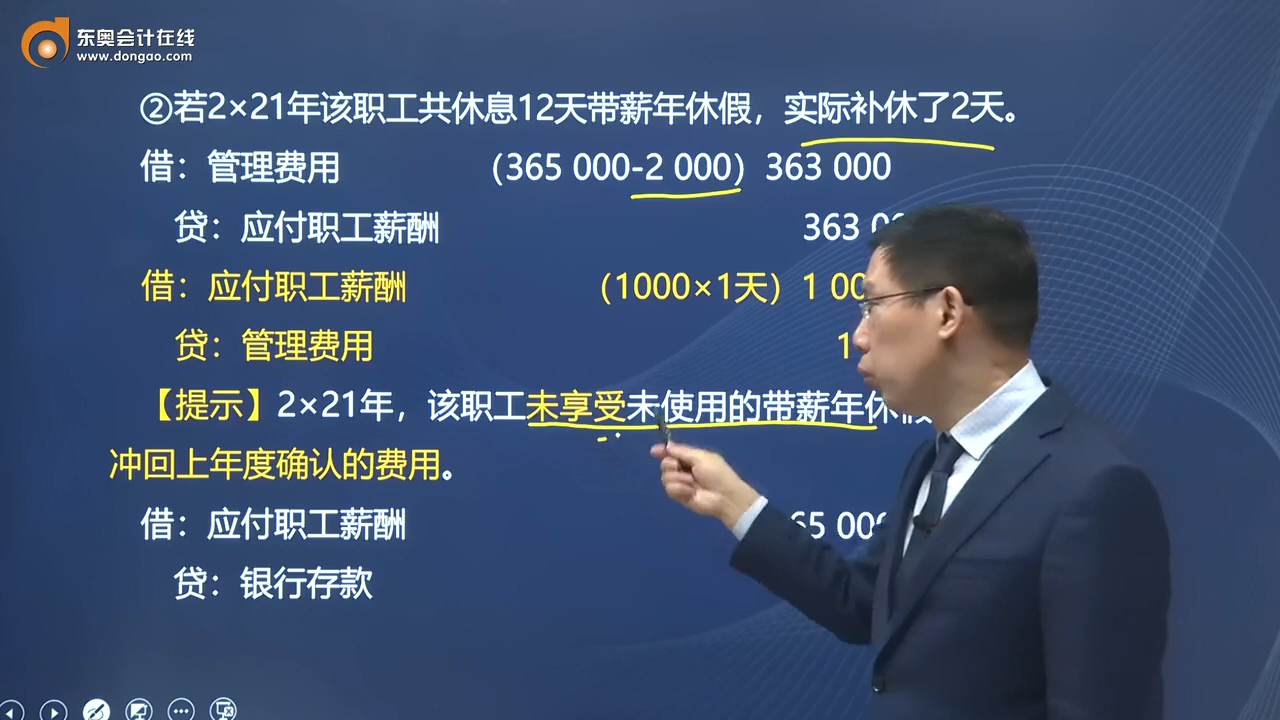 东奥会计在线
www.dongao.com
②若2×21年该职工共休息12天带薪年休假，实际补休了2天。
借：管理费用 （365 000-2 000）363 000
贷：应付职工薪酬 363 0
借：应付职工薪酬 （1000×1天）1 00
贷：管理费用 1
【提示】2×21年，该职工未享受未使用的带薪年休假
冲回上年度确认的费用。
借：应付职工薪酬 65 000
贷：银行存款